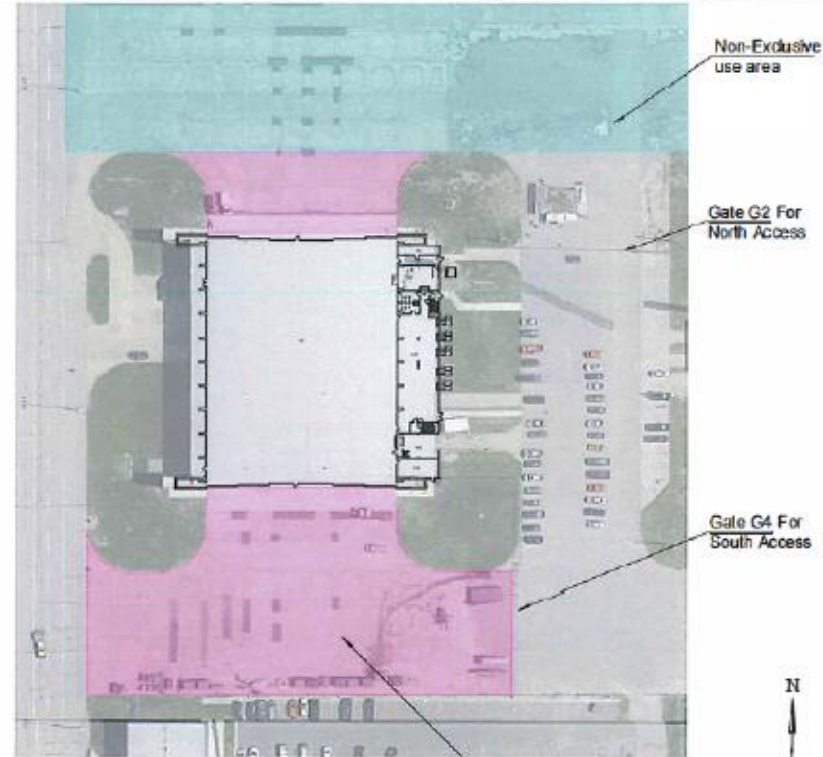 Non-Exclusive
use area
Gate G2 For
North Access
Gate G4 For
South Access
N